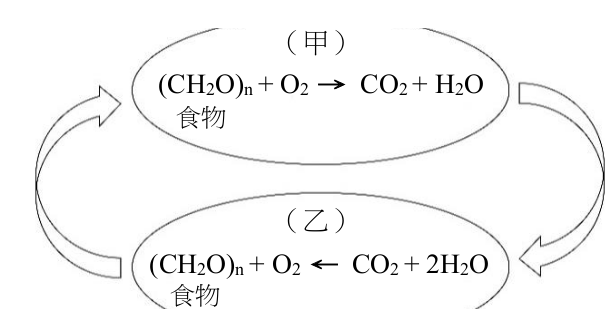 （甲）
(CH₂O)ₙ + O₂ → CO₂ + H₂O
食物
（乙）
(CH₂O)ₙ + O₂ ← CO₂ + 2H₂O
食物